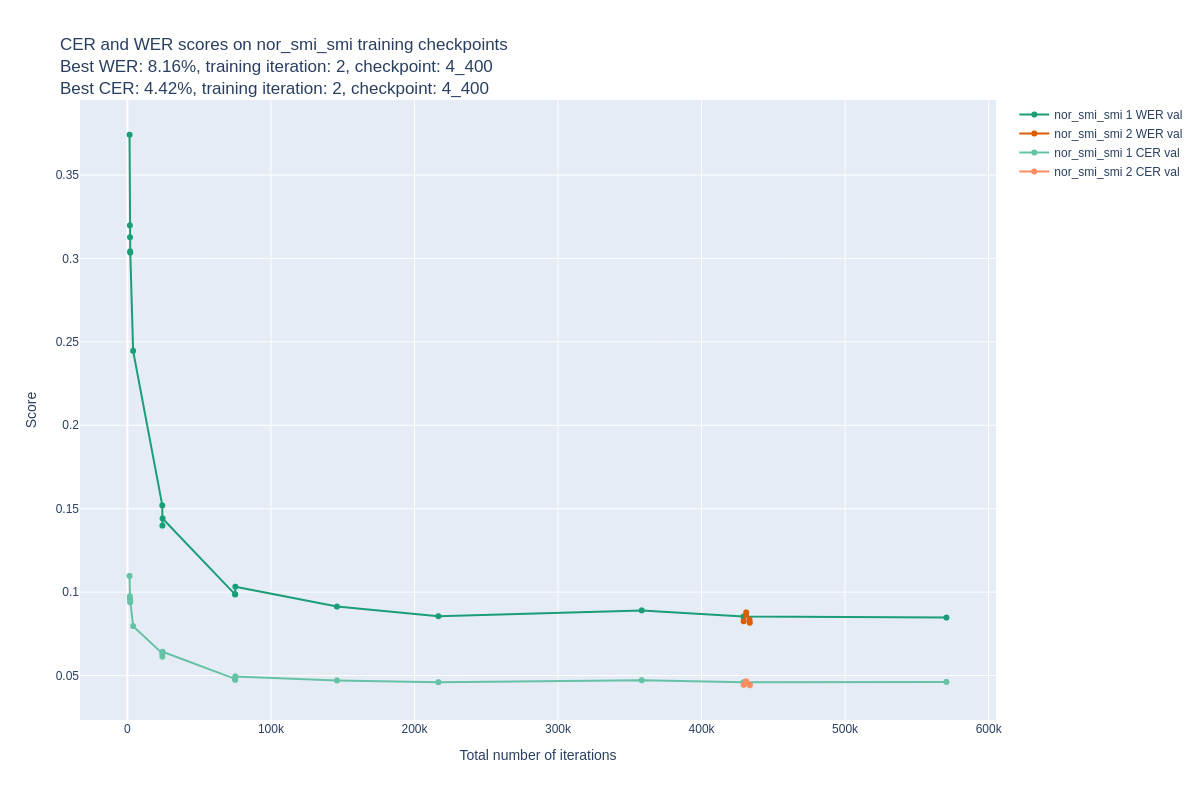 CER and WER scores on nor_smi_smi training checkpoints
Best WER: 8.16%, training iteration: 2, checkpoint: 4_400
Best CER: 4.42%, training iteration: 2, checkpoint: 4_400
nor_smi_smi 1 WER val
nor_smi_smi 2 WER val
nor_smi_smi 1 CER val
nor_smi_smi 2 CER val
0.35
0.3
0.25
0.2
0.15
0.1
0.05
Score
0 100k 200k 300k 400k 500k 600k
Total number of iterations